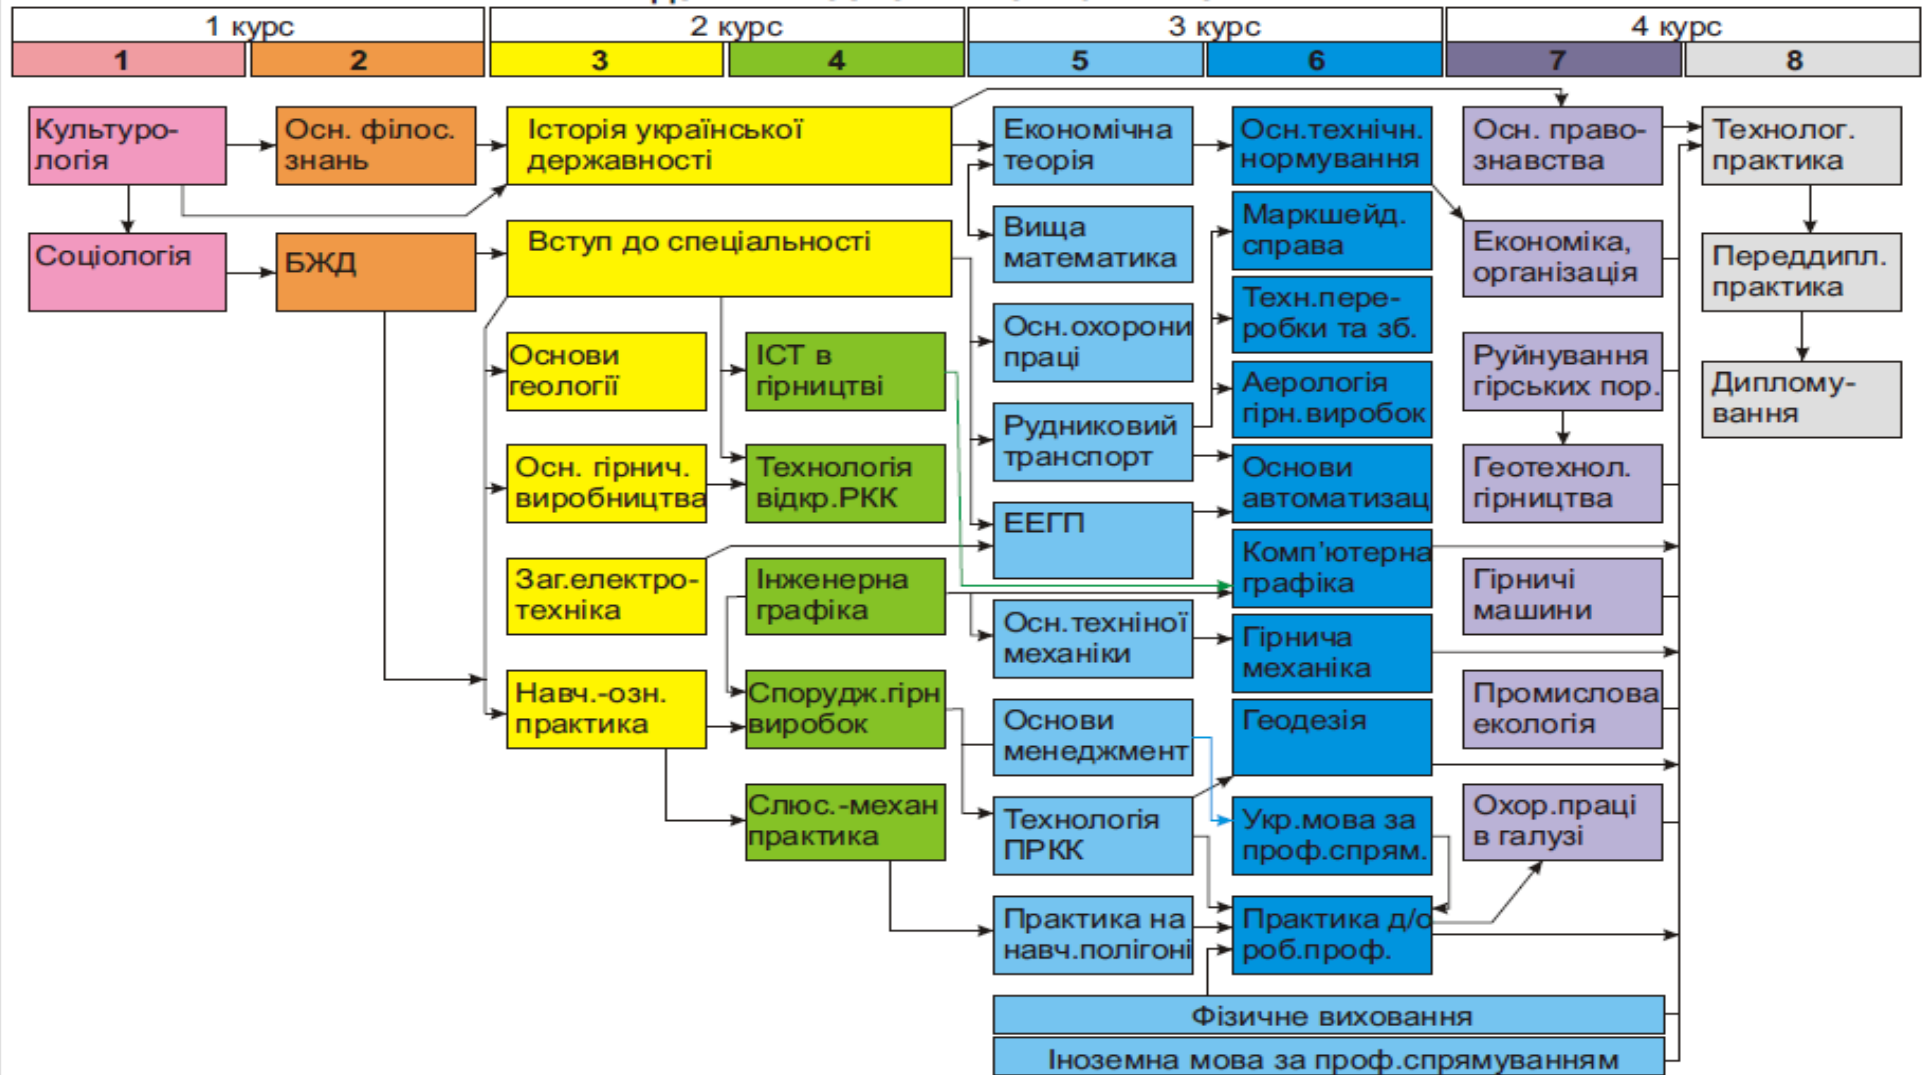 1 курс
2 курс
3 курс
4 курс
1
2
3
4
5
6
7
8
Культуро-
логія
Соціологія
Осн. філос.
знань
БЖД
Історія української
державності
Вступ до спеціальності
Основи
геології
Осн. гірнич.
виробництва
Заг.електро-
техніка
Навч.-озн.
практика
ІСТ в
гірництві
Технологія
відкр.РКК
Інженерна
графіка
Споруdж.гірн
виробок
Слюс.-механ
практика
Економічна
теорія
Вища
математика
Осн.охорони
праці
Рудниковий
транспорт
ЕЕГП
Осн.техніної
механіки
Основи
менеджмент
Технологія
ПРКК
Практика на
навч.полігоні
Осн.технічн.
нормування
Маркшейд.
справа
Техн.пере-
робки та зб.
Аерологія
гірн.виробок
Основи
автоматизац
Комп’ютерна
графіка
Гірнича
механіка
Геодезія
Укр.мова за
проф.спрям.
Практика д/о
роб.проф.
Осн. право-
знавства
Економіка,
організація
Руйнування
гірських пор.
Геотехнол.
гірництва
Гірничі
машини
Промислова
екологія
Охор.праці
в галузі
Технолог.
практика
Переддипл.
практика
Диплому-
вання
Фізичне виховання
Іноземна мова за проф.спрямуванням